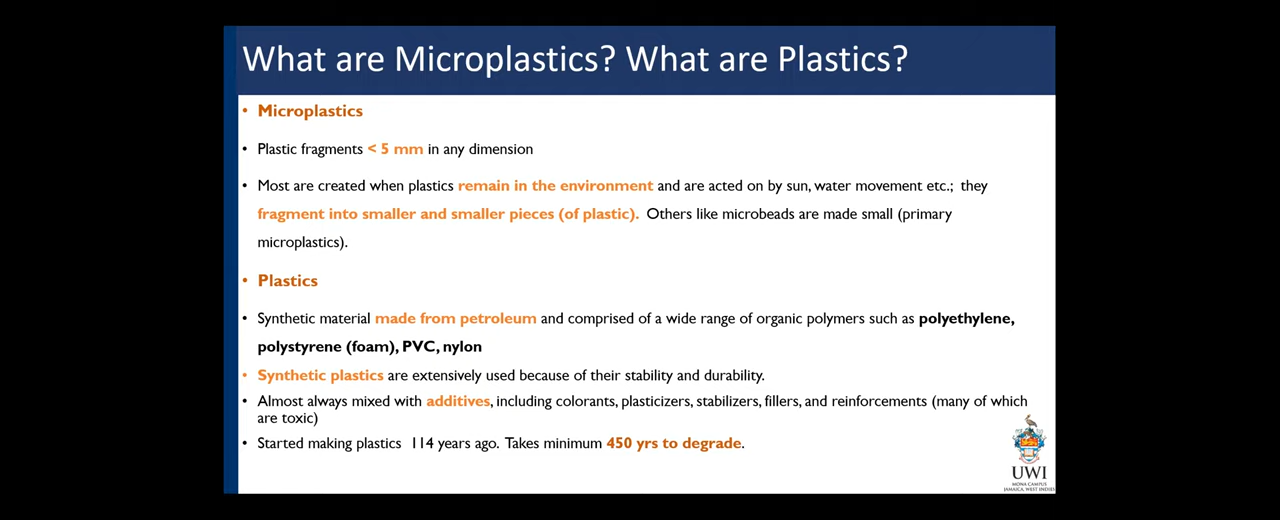 What are Microplastics? What are Plastics?
• Microplastics
• Plastic fragments < 5 mm in any dimension
• Most are created when plastics remain in the environment and are acted on by sun, water movement etc.; they
fragment into smaller and smaller pieces (of plastic). Others like microbeads are made small (primary
microplastics).
• Plastics
• Synthetic material made from petroleum and comprised of a wide range of organic polymers such as polyethylene,
polystyrene (foam), PVC, nylon
• Synthetic plastics are extensively used because of their stability and durability.
• Almost always mixed with additives, including colorants, plasticizers, stabilizers, fillers, and reinforcements (many of which
are toxic)
• Started making plastics 114 years ago. Takes minimum 450 yrs to degrade.
UWI
MONA CAMPUS
JAMAICA, WEST INDIES